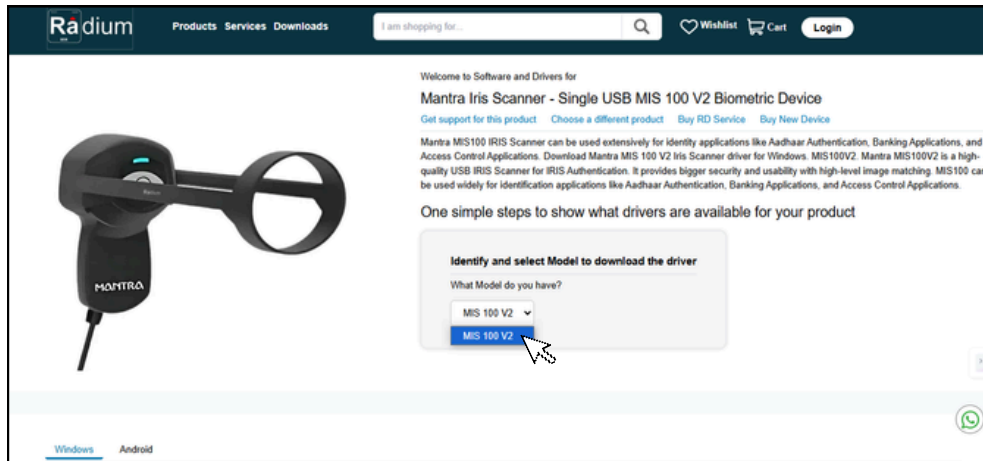 Rådium
Products Services Downloads
I am shopping for...
Wishlist
Cart
Login
Welcome to Software and Drivers for
Mantra Iris Scanner - Single USB MIS 100 V2 Biometric Device
Get support for this product Choose a different product Buy RD Service Buy New Device
Mantra MIS100 IRIS Scanner can be used extensively for identity applications like Aadhaar Authentication, Banking Applications, and
Access Control Applications. Download Mantra MIS 100 V2 Iris Scanner driver for Windows. MIS100V2. Mantra MIS100V2 is a high-
quality USB IRIS Scanner for IRIS Authentication. It provides bigger security and usability with high-level image matching. MIS100 can
be used widely for identification applications like Aadhaar Authentication, Banking Applications, and Access Control Applications.
One simple steps to show what drivers are available for your product
Identify and select Model to download the driver
What Model do you have?
MIS 100 V2
MIS 100 V2
MANTRA
Windows Android